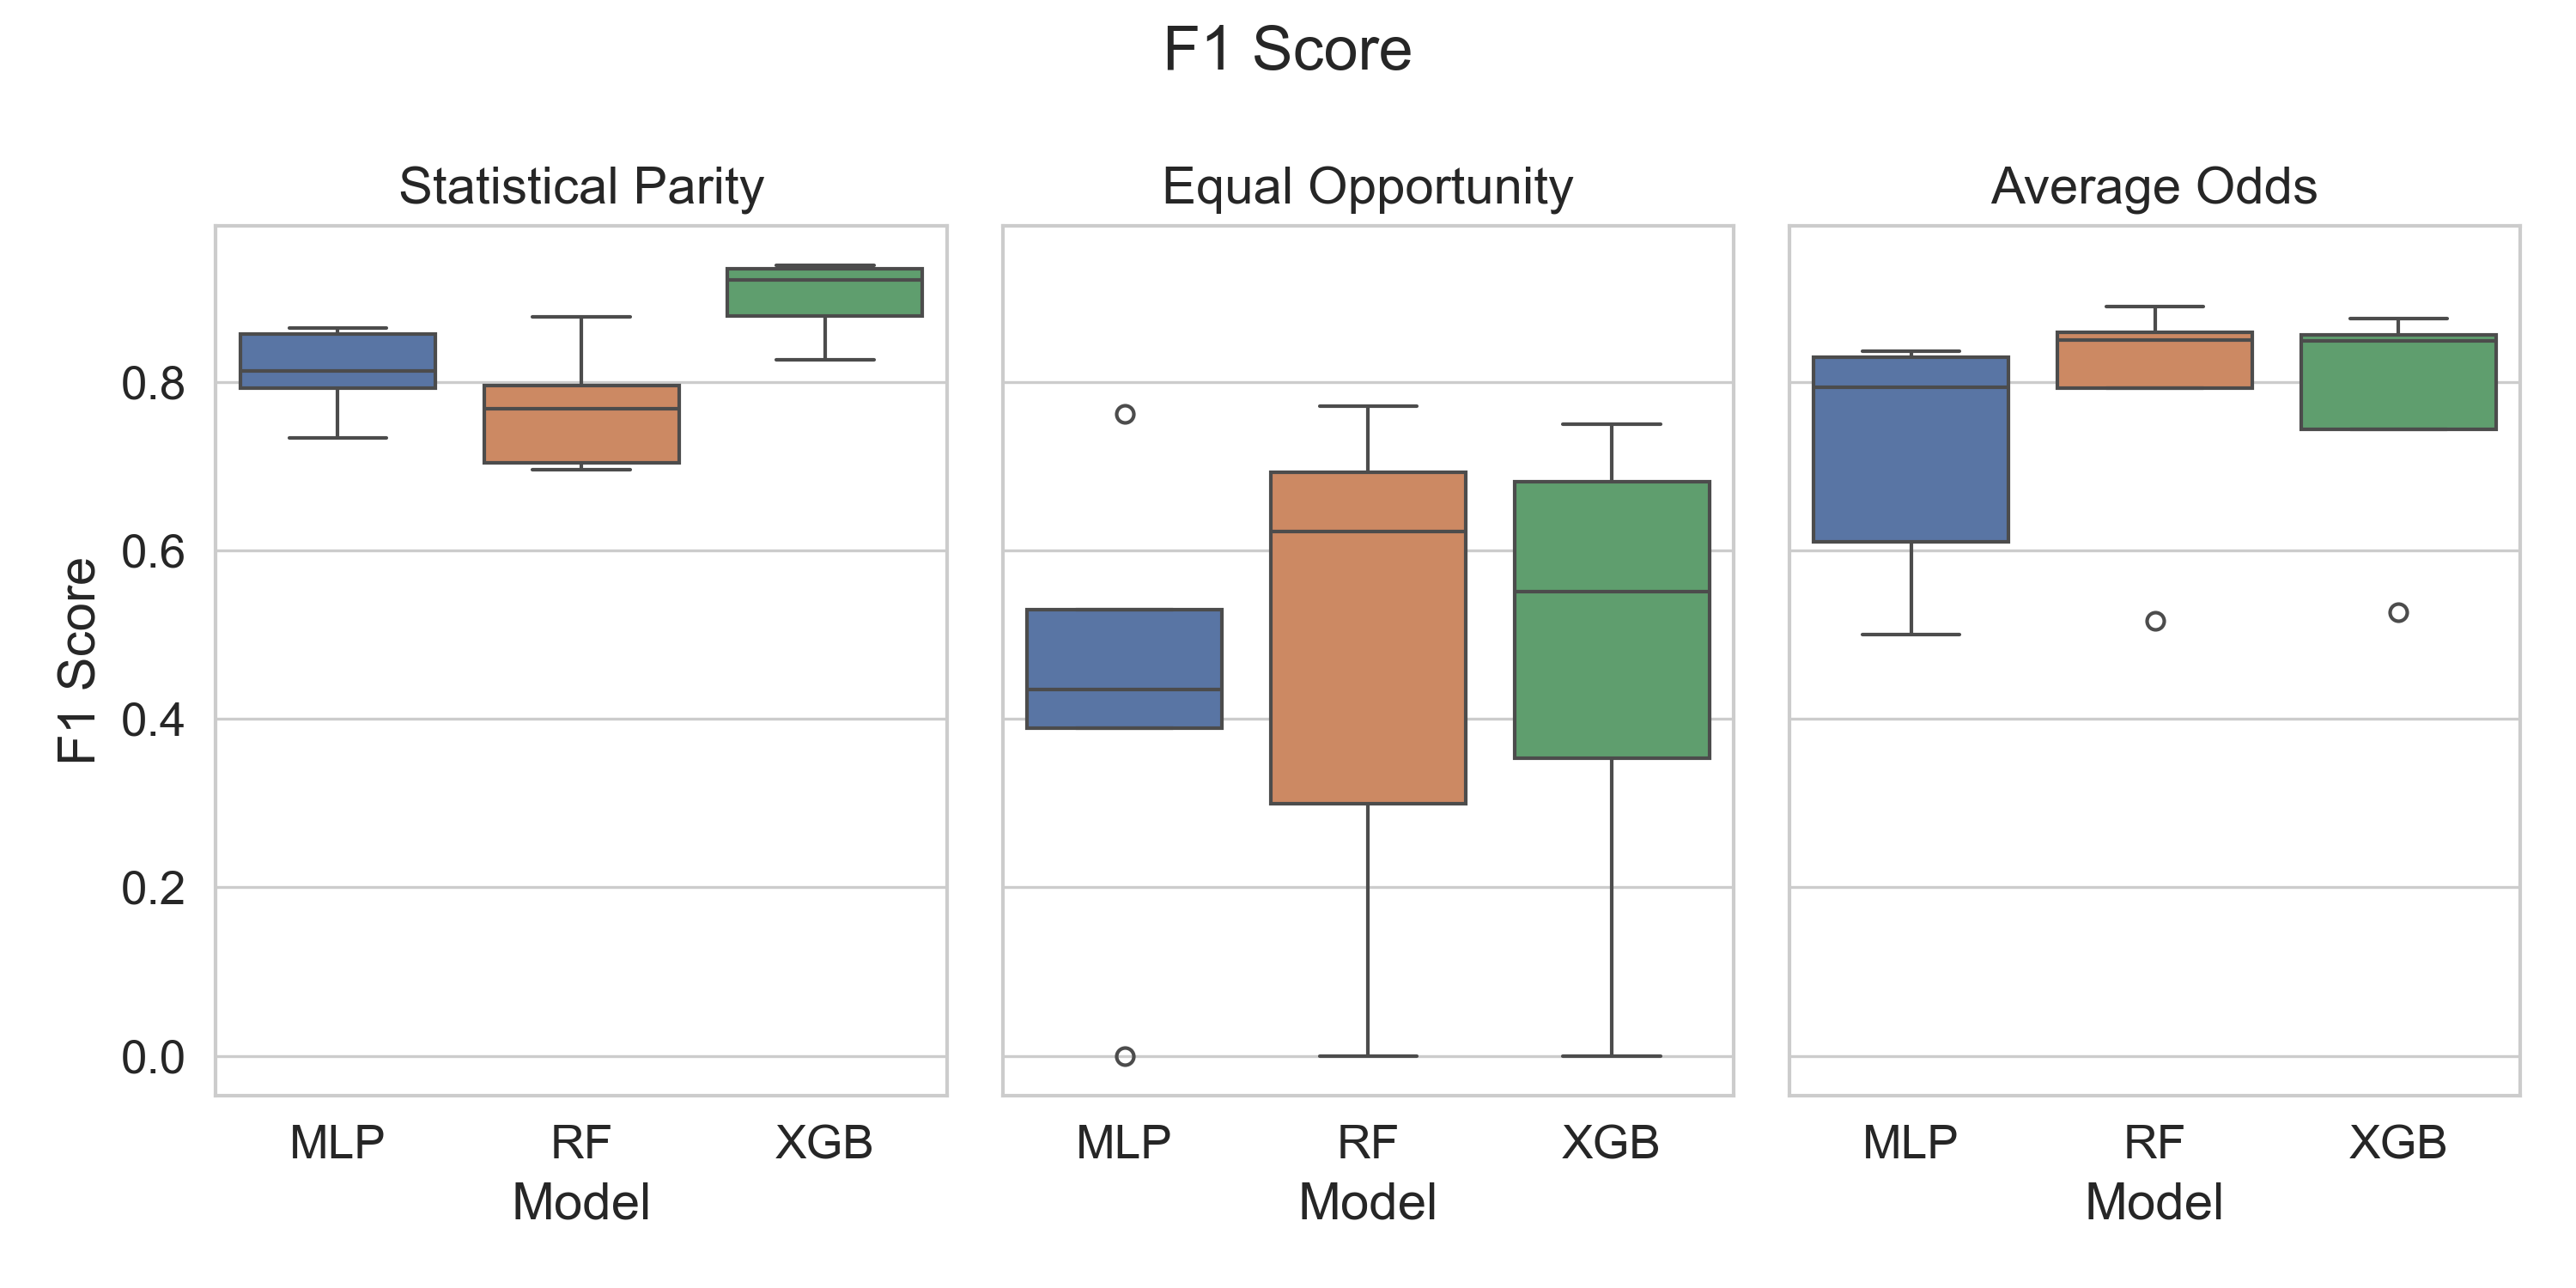 F1 Score
Statistical Parity
Equal Opportunity
Average Odds
F1 Score
0.8
0.6
0.4
0.2
0.0
MLP RF XGB
Model
MLP RF XGB
Model
MLP RF XGB
Model